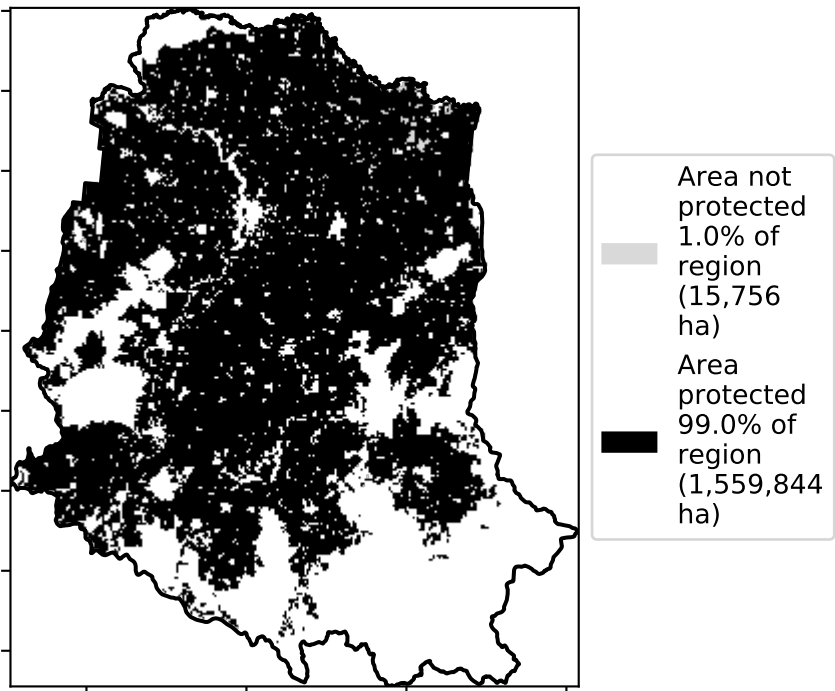 Area not
protected
1.0% of
region
(15,756
ha)
Area
protected
99.0% of
region
(1,559,844
ha)